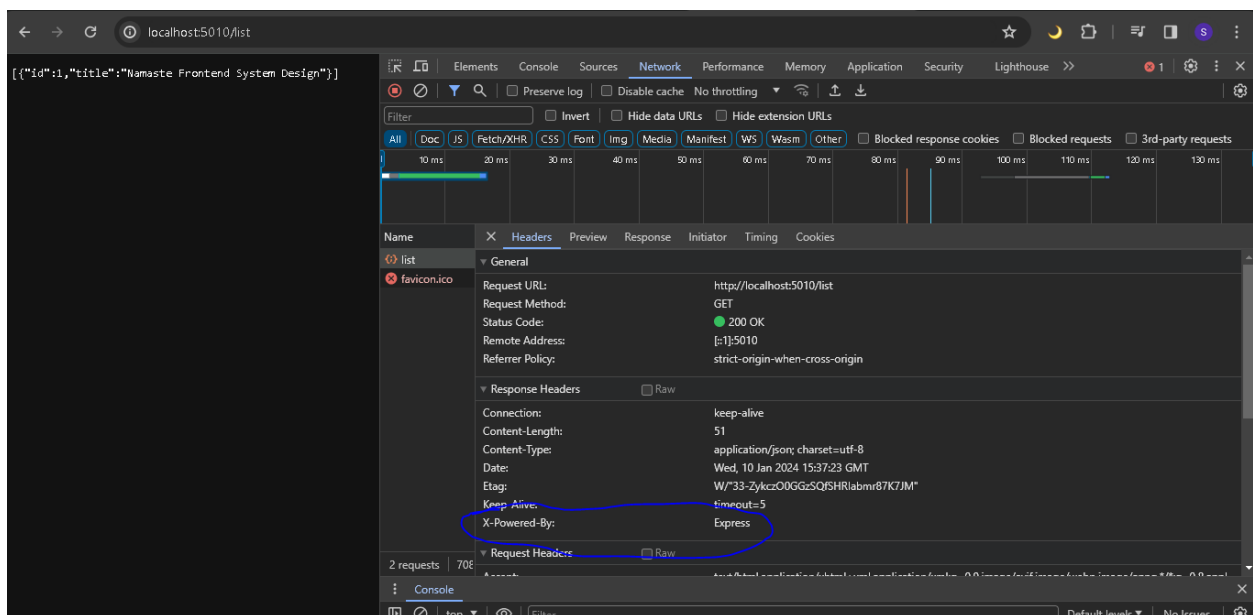 localhost:5010/list
S
[{"id":1,"title":"Namaste Frontend System Design"}]
Elements Console Sources Network Performance Memory Application Security Lighthouse 1
Preserve log Disable cache No throttling
Filter Invert Hide data URLs Hide extension URLs
All Doc JS Fetch/XHR CSS Font Img Media Manifest WS Wasm Other Blocked response cookies Blocked requests 3rd-party requests
10 ms 20 ms 30 ms 40 ms 50 ms 60 ms 70 ms 80 ms 90 ms 100 ms 110 ms 120 ms 130 ms
Name Headers Preview Response Initiator Timing Cookies
list
favicon.ico
General
Request URL: http://localhost:5010/list
Request Method: GET
Status Code: 200 OK
Remote Address: [::1]:5010
Referrer Policy: strict-origin-when-cross-origin
Response Headers Raw
Connection: keep-alive
Content-Length: 51
Content-Type: application/json; charset=utf-8
Date: Wed, 10 Jan 2024 15:37:23 GMT
Etag: W/"33-ZykczO0GGzSQfSHRlabmr87K7JM"
Keep-Alive: timeout=5
X-Powered-By: Express
Request Headers Raw
2 requests 708
Console
top Filter Default levels No Issues